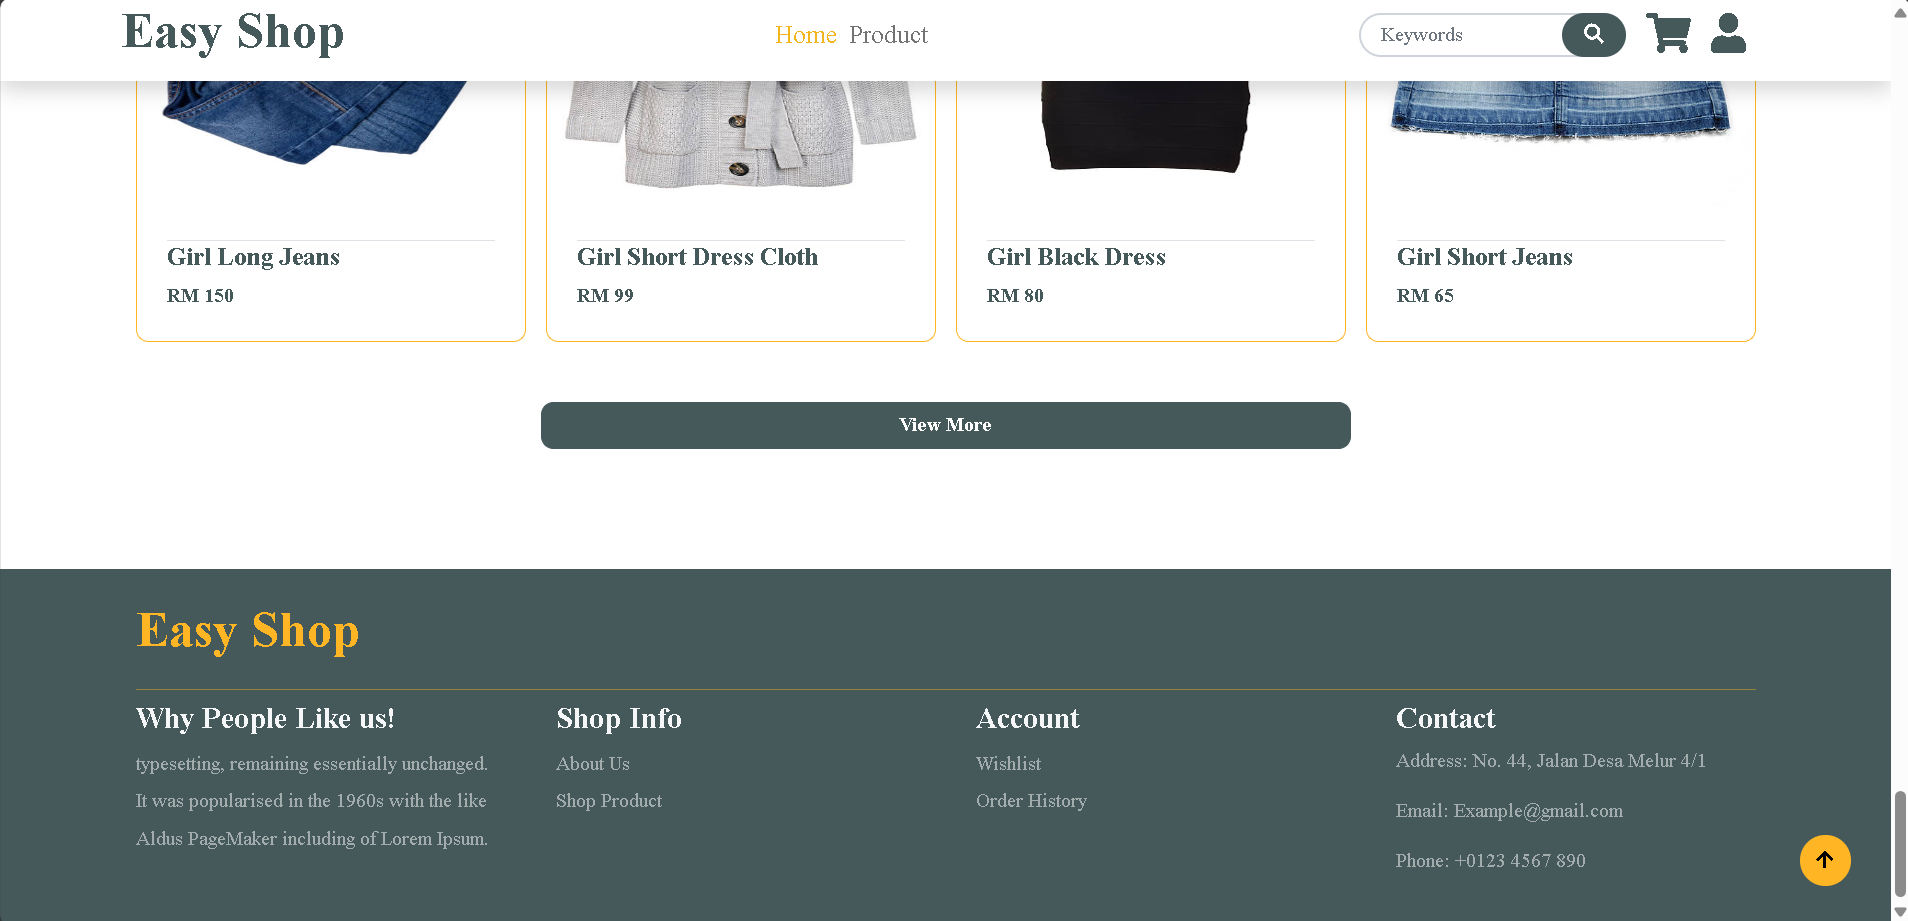 Easy Shop
Home Product
Keywords
Girl Long Jeans
RM 150
Girl Short Dress Cloth
RM 99
Girl Black Dress
RM 80
Girl Short Jeans
RM 65
View More
Easy Shop
Why People Like us!
typesetting, remaining essentially unchanged.
It was popularised in the 1960s with the like
Aldus PageMaker including of Lorem Ipsum.
Shop Info
About Us
Shop Product
Account
Wishlist
Order History
Contact
Address: No. 44, Jalan Desa Melur 4/1
Email: Example@gmail.com
Phone: +0123 4567 890